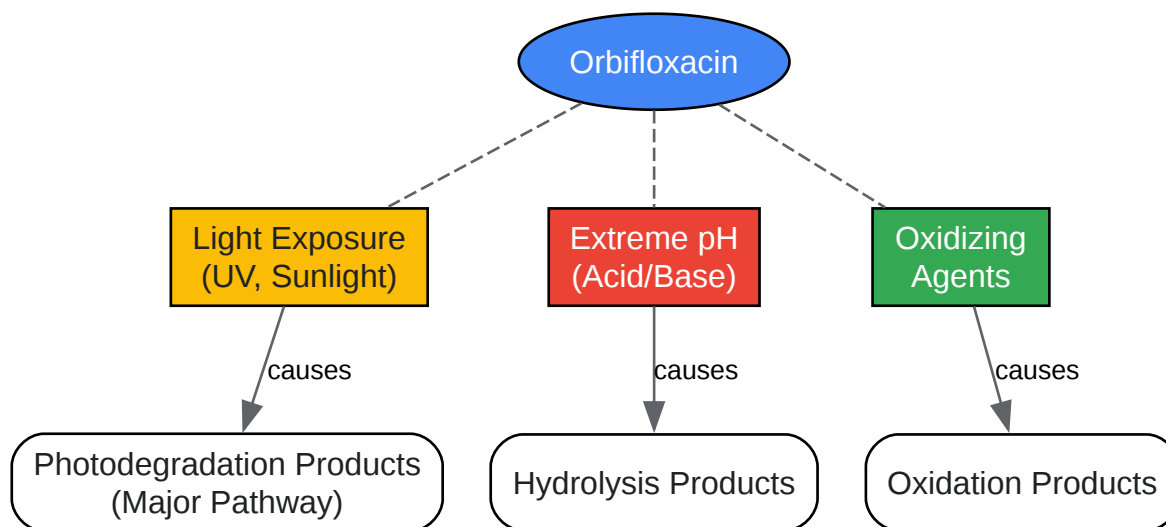 Orbifloxacin
Light Exposure
(UV, Sunlight)
Extreme pH
(Acid/Base)
Oxidizing
Agents
causes
causes
causes
Photodegradation Products
(Major Pathway)
Hydrolysis Products
Oxidation Products